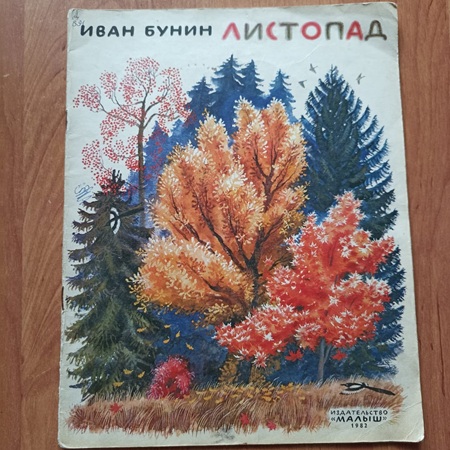 ИВАН БУНИН ЛИСТОПАД
ИЗДАТЕЛЬСТВО
«МАЛЫШ»
1983